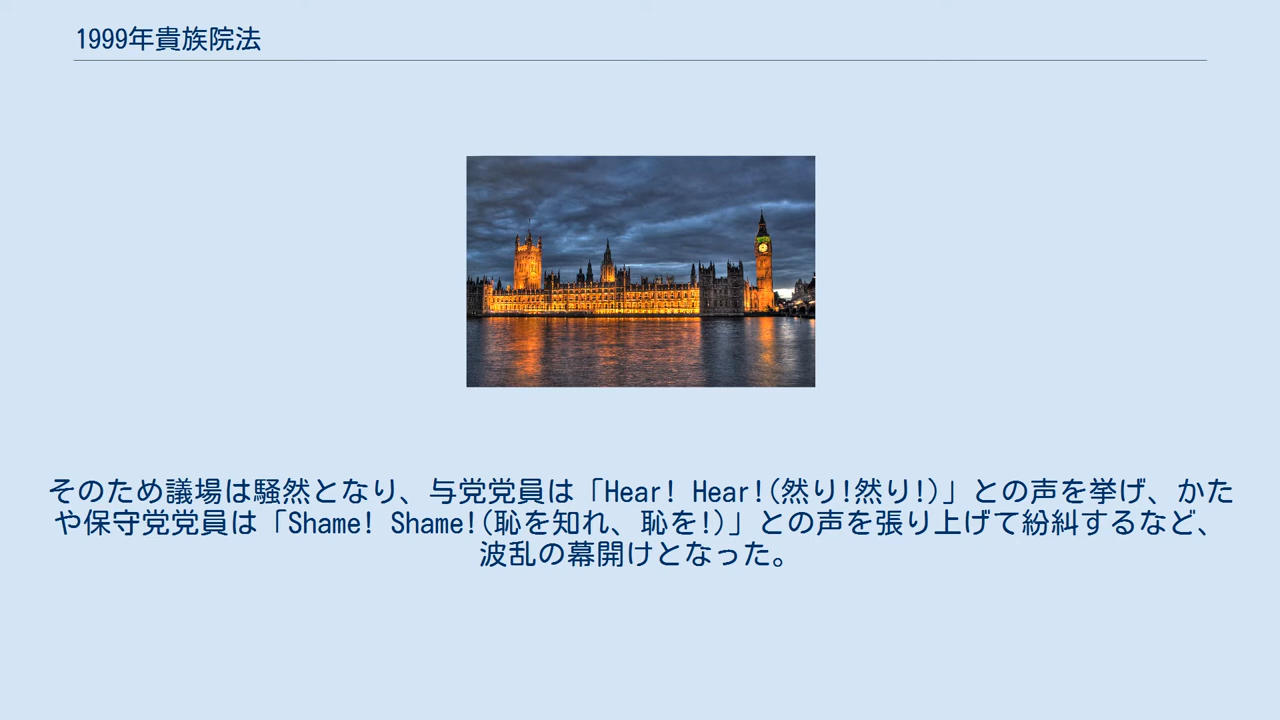 1999年貴族院法
そのため議場は騒然となり、与党党員は「Hear! Hear!(然り!然り!)」との声を挙げ、かた
や保守党党員は「Shame! Shame!(恥を知れ、恥を!)」との声を張り上げて紛糾するなど、
波乱の幕開けとなった。